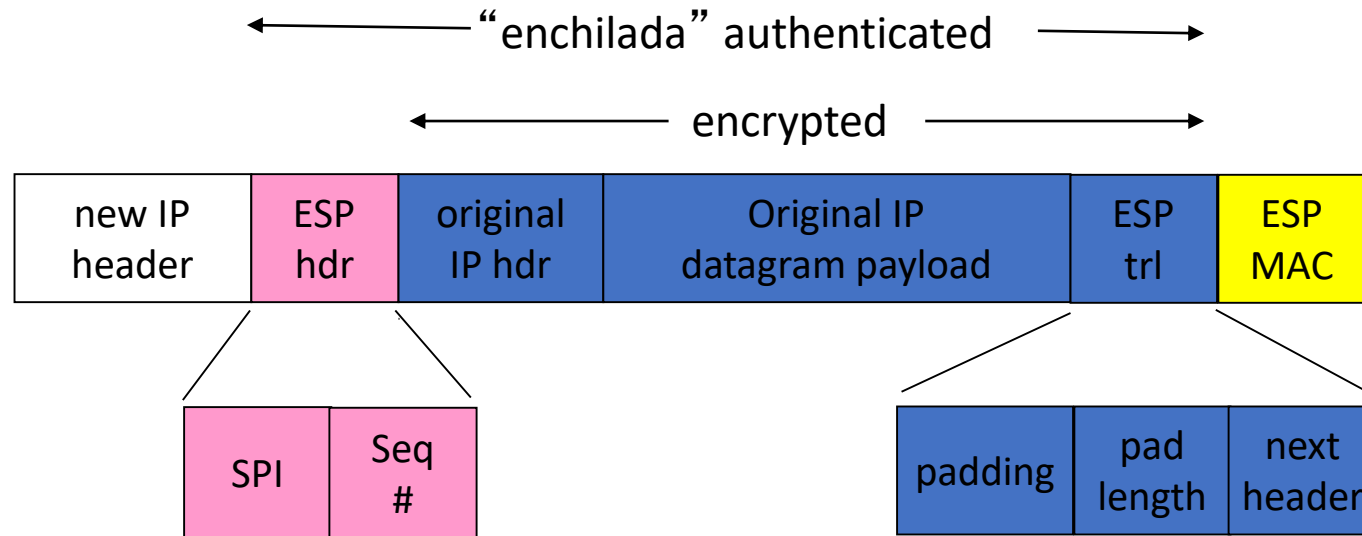 “enchilada” authenticated
encrypted
new IP
header
ESP
hdr
original
IP hdr
Original IP
datagram payload
ESP
trl
ESP
MAC
SPI
Seq
#
padding
pad
length
next
header